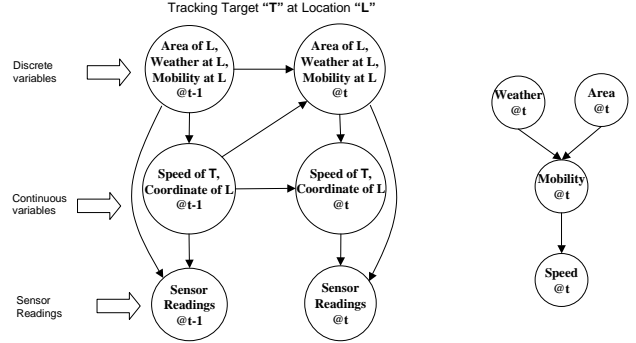 Tracking Target “T” at Location “L”
Discrete
variables
Area of L,
Weather at L,
Mobility at L
@t-1
Area of L,
Weather at L,
Mobility at L
@t
Continuous
variables
Speed of T,
Coordinate of L
@t-1
Speed of T,
Coordinate of L
@t
Sensor
Readings
Sensor
Readings
@t-1
Sensor
Readings
@t
Weather
@t
Area
@t
Mobility
@t
Speed
@t